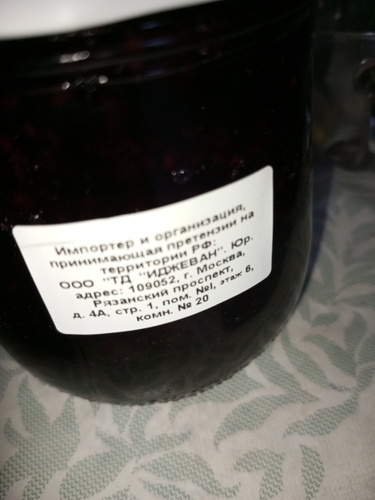 Импортер и организация,
принимающая претензии на
территории РФ:
ООО "ТД "ИДЖЕВАН". Юр.
адрес: 109052, г. Москва,
Рязанский проспект,
д. 4А, стр. 1, пом. №I, этаж 6,
комн. № 20